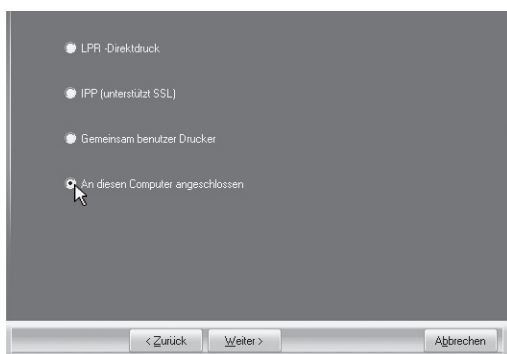 LPR -Direktdruck
IPP (unterstützt SSL)
Gemeinsam benutzer Drucker
An diesen Computer angeschlossen
< Zurück Weiter > Abbrechen